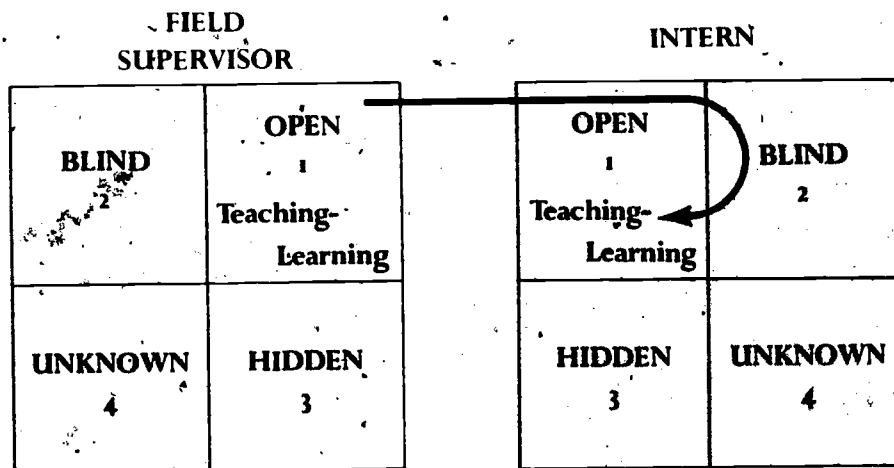 FIELD
SUPERVISOR
BLIND
2
OPEN
1
Teaching-
Learning
UNKNOWN
4
HIDDEN
3
INTERN
OPEN
1
Teaching-
Learning
BLIND
2
HIDDEN
3
UNKNOWN
4